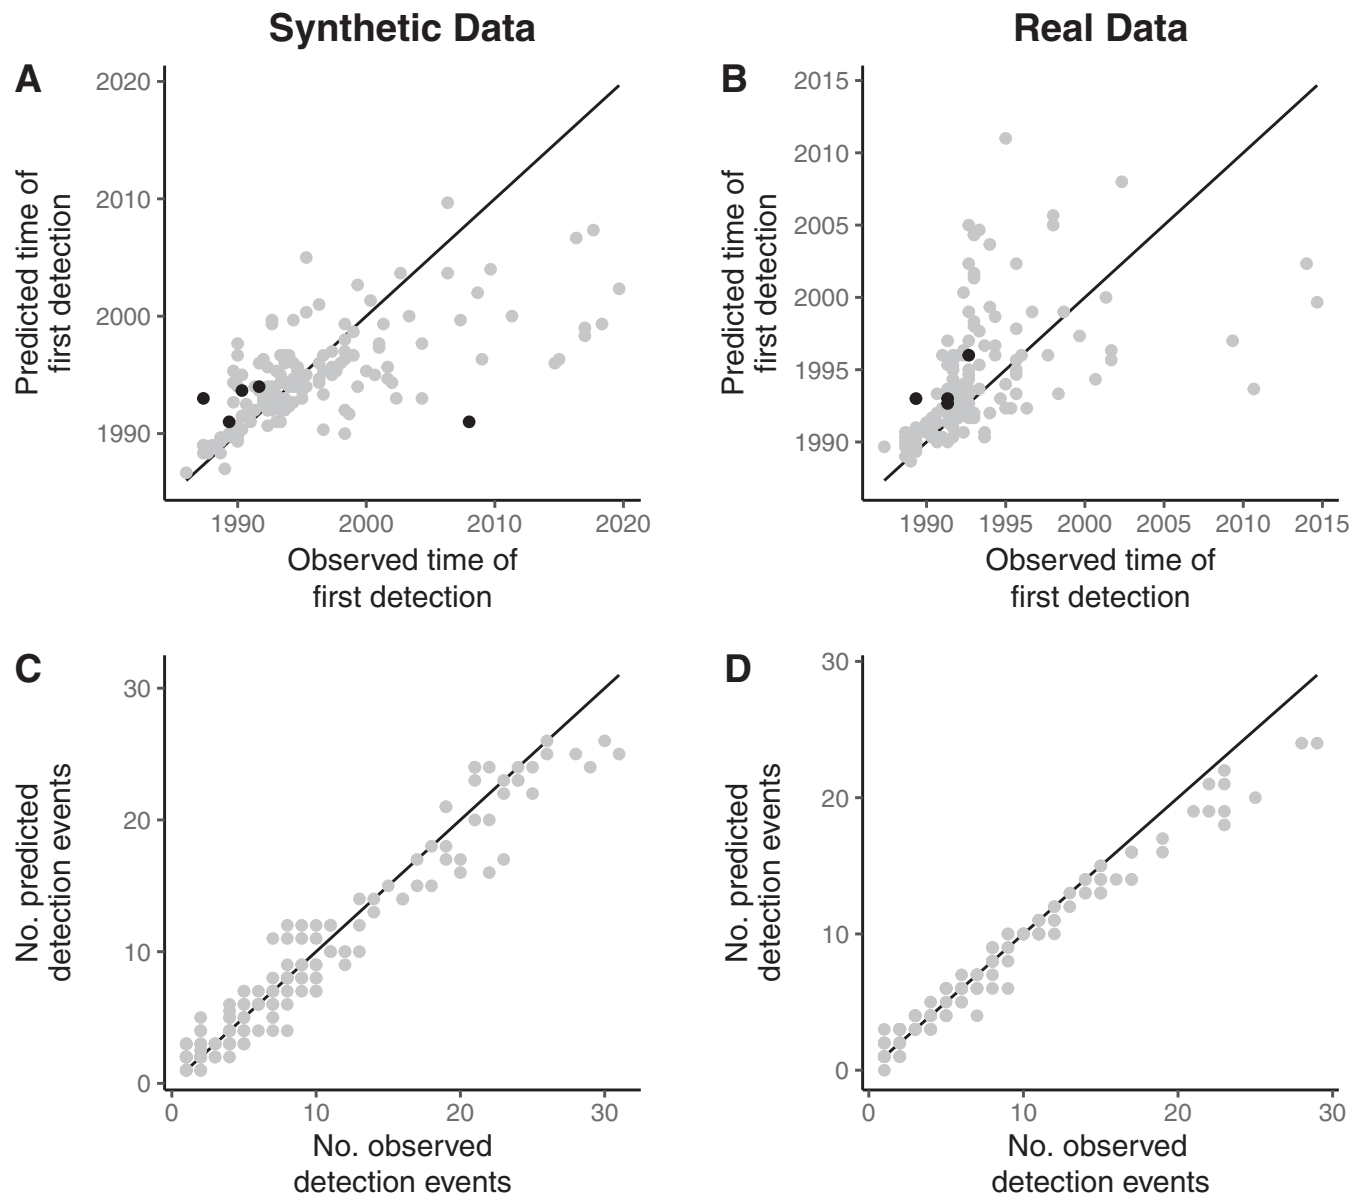 Synthetic Data
Real Data
A
2020
2010
2000
1990
Predicted time of
first detection
1990 2000 2010 2020
Observed time of
first detection
B
2015
2010
2005
2000
1995
1990
Predicted time of
first detection
1990 1995 2000 2005 2010 2015
Observed time of
first detection
C
30
20
10
0
No. predicted
detection events
0 10 20 30
No. observed
detection events
D
30
20
10
0
No. predicted
detection events
0 10 20 30
No. observed
detection events